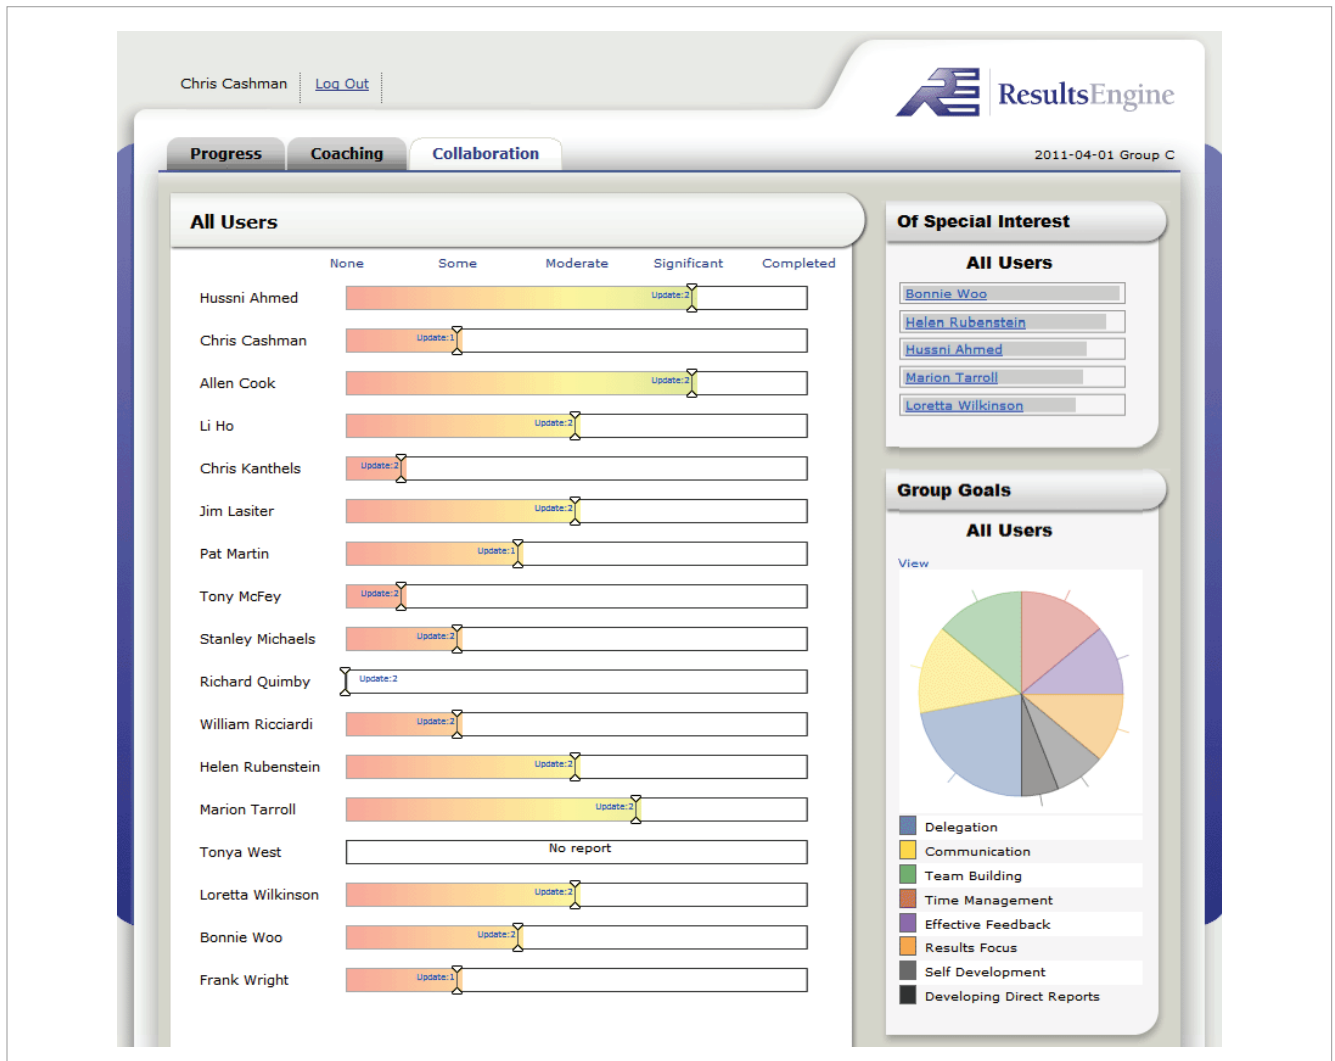 Chris Cashman Log Out
ResultsEngine
Progress Coaching Collaboration
2011-04-01 Group C
All Users
None Some Moderate Significant Completed
Hussni Ahmed Update:2
Chris Cashman Update:1
Allen Cook Update:2
Li Ho Update:2
Chris Kanthels Update:2
Jim Lasiter Update:2
Pat Martin Update:1
Tony McFey Update:2
Stanley Michaels Update:2
Richard Quimby Update:2
William Ricciardi Update:2
Helen Rubenstein Update:2
Marion Tarroll Update:2
Tonya West No report
Loretta Wilkinson Update:2
Bonnie Woo Update:2
Frank Wright Update:1
Of Special Interest
All Users
Bonnie Woo
Helen Rubenstein
Hussni Ahmed
Marion Tarroll
Loretta Wilkinson
Group Goals
All Users
View
Delegation
Communication
Team Building
Time Management
Effective Feedback
Results Focus
Self Development
Developing Direct Reports